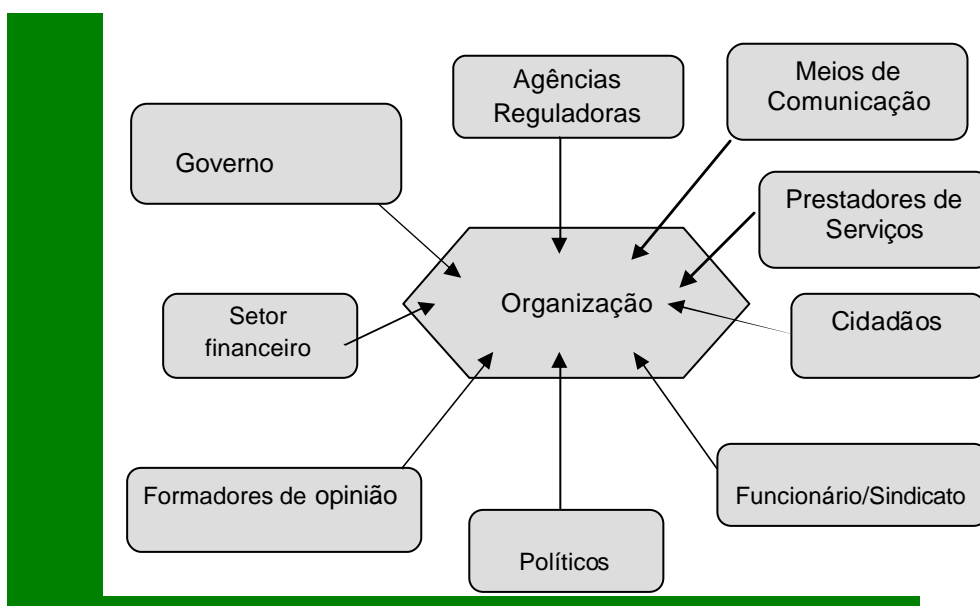 Agências
Reguladoras
Meios de
Comunicação
Governo
Prestadores de
Serviços
Organização
Setor
financeiro
Cidadãos
Formadores de opinião
Funcionário/Sindicato
Políticos